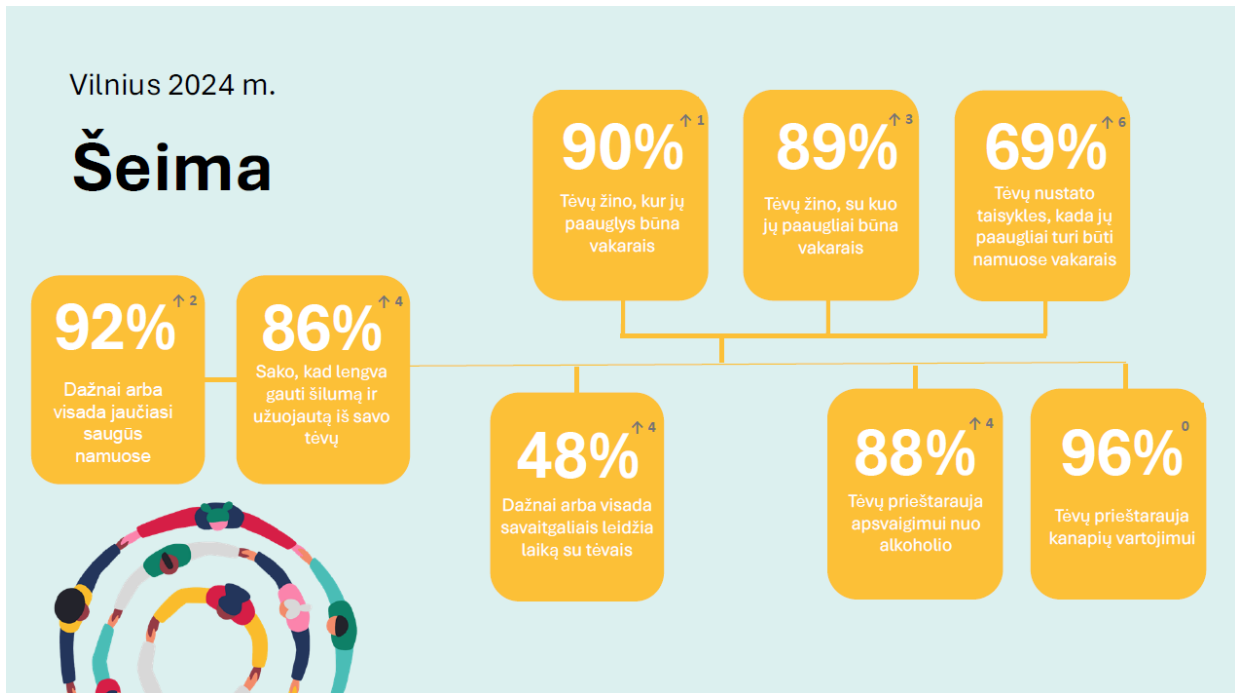 Vilnius 2024 m.
Šeima
90%
↑ 1
Tėvų žino, kur jų
paauglys būna
vakarais
89%
↑ 3
Tėvų žino, su kuo
jų paaugliai būna
vakarais
69%
↑ 6
Tėvų nustato
taisykles, kada jų
paaugliai turi būti
namuose vakarais
92%
↑ 2
Dažnai arba
visada jaučiasi
saugūs
namuose
86%
↑ 4
Sako, kad lengva
gauti šilumą ir
užuojautą iš savo
tėvų
48%
↑ 4
Dažnai arba visada
savaitgaliais leidžia
laiką su tėvais
88%
↑ 4
Tėvų prieštarauja
apsvaigimui nuo
alkoholio
96%
0
Tėvų prieštarauja
kanapių vartojimui